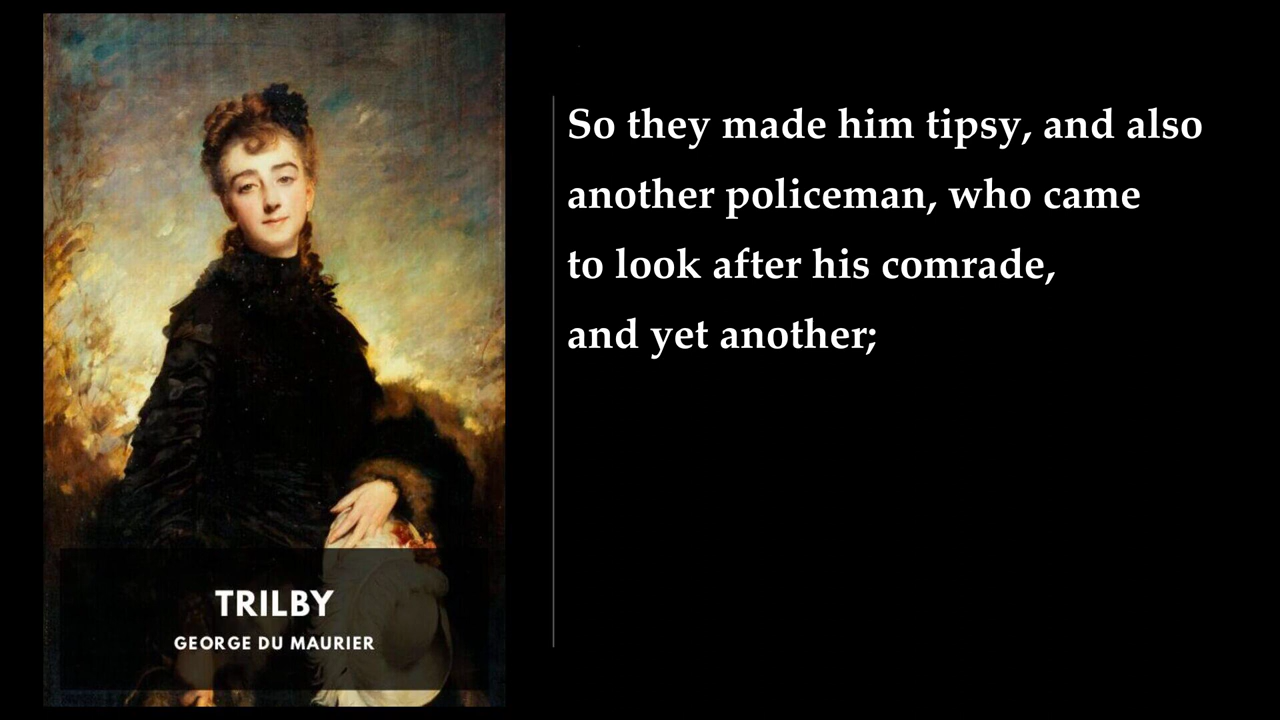 TRILBY
GEORGE DU MAURIER
So they made him tipsy, and also
another policeman, who came
to look after his comrade,
and yet another;